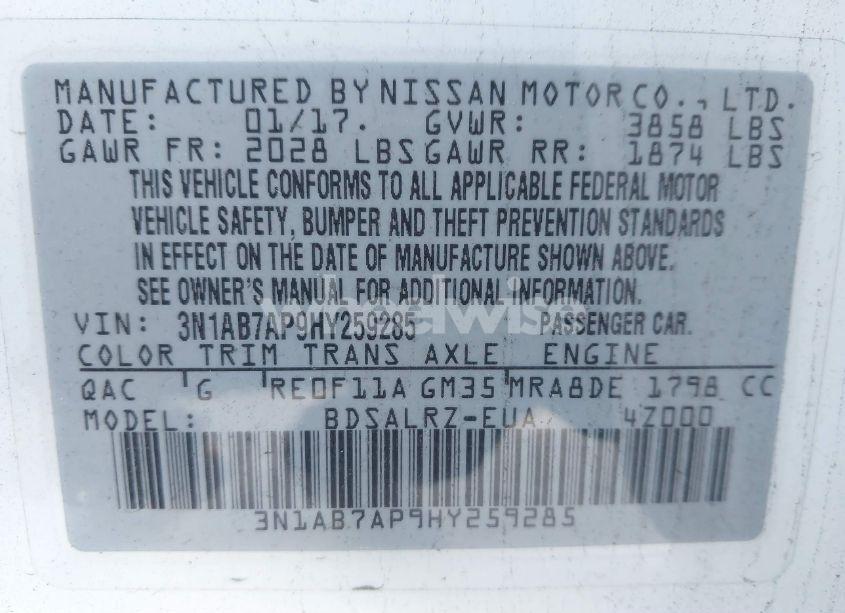 MANUFACTURED BY NISSAN MOTOR CO., LTD.
DATE: 01/17. GVWR: 3858 LBS
GAWR FR: 2028 LBS GAWR RR: 1874 LBS
THIS VEHICLE CONFORMS TO ALL APPLICABLE FEDERAL MOTOR
VEHICLE SAFETY, BUMPER AND THEFT PREVENTION STANDARDS
IN EFFECT ON THE DATE OF MANUFACTURE SHOWN ABOVE.
SEE OWNER'S MANUAL FOR ADDITIONAL INFORMATION.
VIN: 3N1AB7AP9HY259285 PASSENGER CAR.
COLOR TRIM TRANS AXLE ENGINE
QAC G RE0F11A GM35 MRA8DE 1798 CC
MODEL: BDSALRZ-EUA 4Z000
3N1AB7AP9HY259285